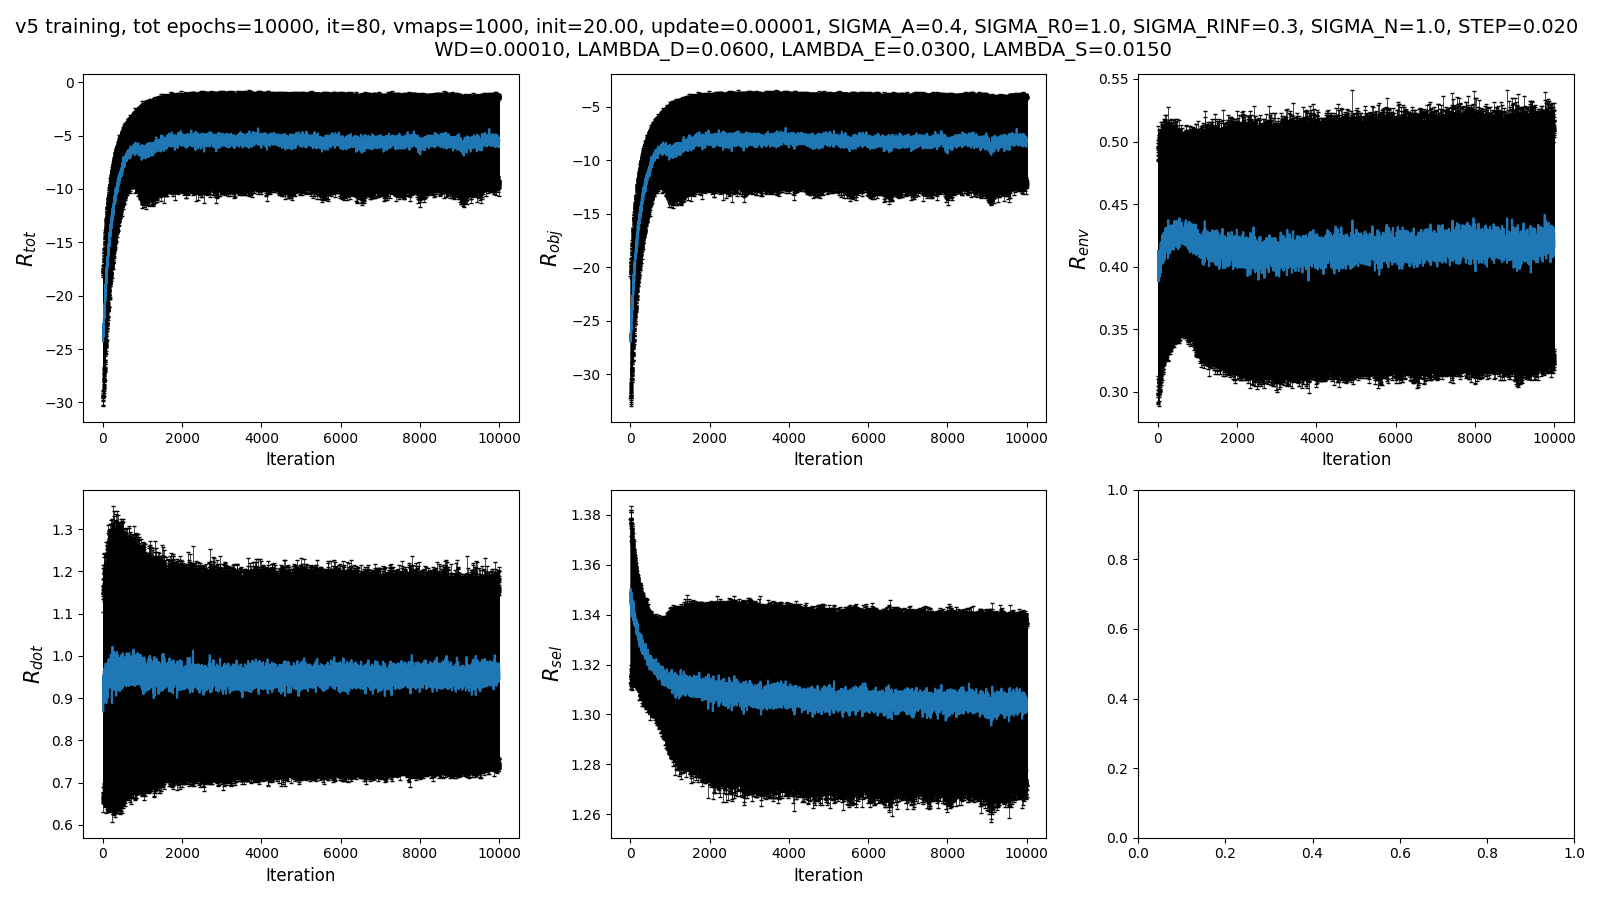 v5 training, tot epochs=10000, it=80, vmaps=1000, init=20.00, update=0.00001, SIGMA_A=0.4, SIGMA_R0=1.0, SIGMA_RINF=0.3, SIGMA_N=1.0, STEP=0.020
WD=0.00010, LAMBDA_D=0.0600, LAMBDA_E=0.0300, LAMBDA_S=0.0150
R_tot
0
−5
−10
−15
−20
−25
−30
0 2000 4000 6000 8000 10000
Iteration
R_obj
−5
−10
−15
−20
−25
−30
0 2000 4000 6000 8000 10000
Iteration
R_env
0.55
0.50
0.45
0.40
0.35
0.30
0 2000 4000 6000 8000 10000
Iteration
R_dot
1.3
1.2
1.1
1.0
0.9
0.8
0.7
0.6
0 2000 4000 6000 8000 10000
Iteration
R_sel
1.38
1.36
1.34
1.32
1.30
1.28
1.26
0 2000 4000 6000 8000 10000
Iteration
1.0
0.8
0.6
0.4
0.2
0.0
0.0 0.2 0.4 0.6 0.8 1.0